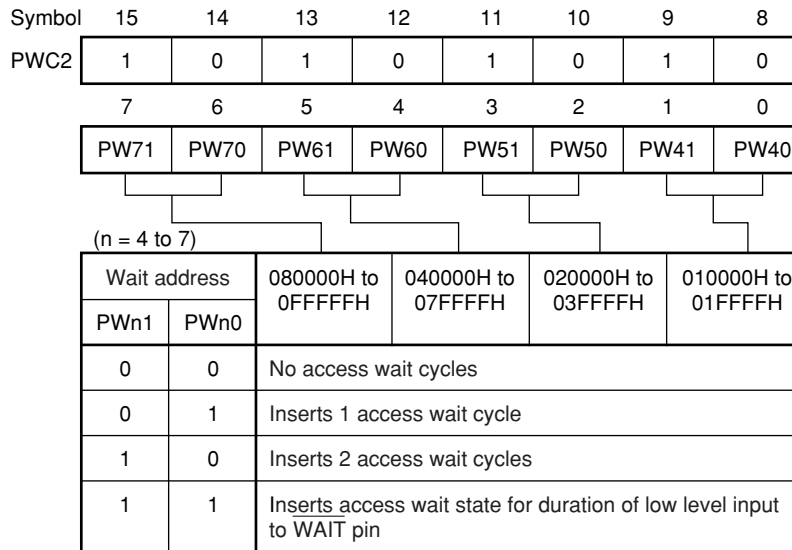 Symbol 15 14 13 12 11 10 9 8
PWC2 1 0 1 0 1 0 1 0
7 6 5 4 3 2 1 0
PW71 PW70 PW61 PW60 PW51 PW50 PW41 PW40
(n = 4 to 7)
Wait address 080000H to 040000H to 020000H to 010000H to
0FFFFFH 07FFFFH 03FFFFH 01FFFFH
PWn1 PWn0
0 0 No access wait cycles
0 1 Inserts 1 access wait cycle
1 0 Inserts 2 access wait cycles
1 1 Inserts access wait state for duration of low level input
to WAIT pin